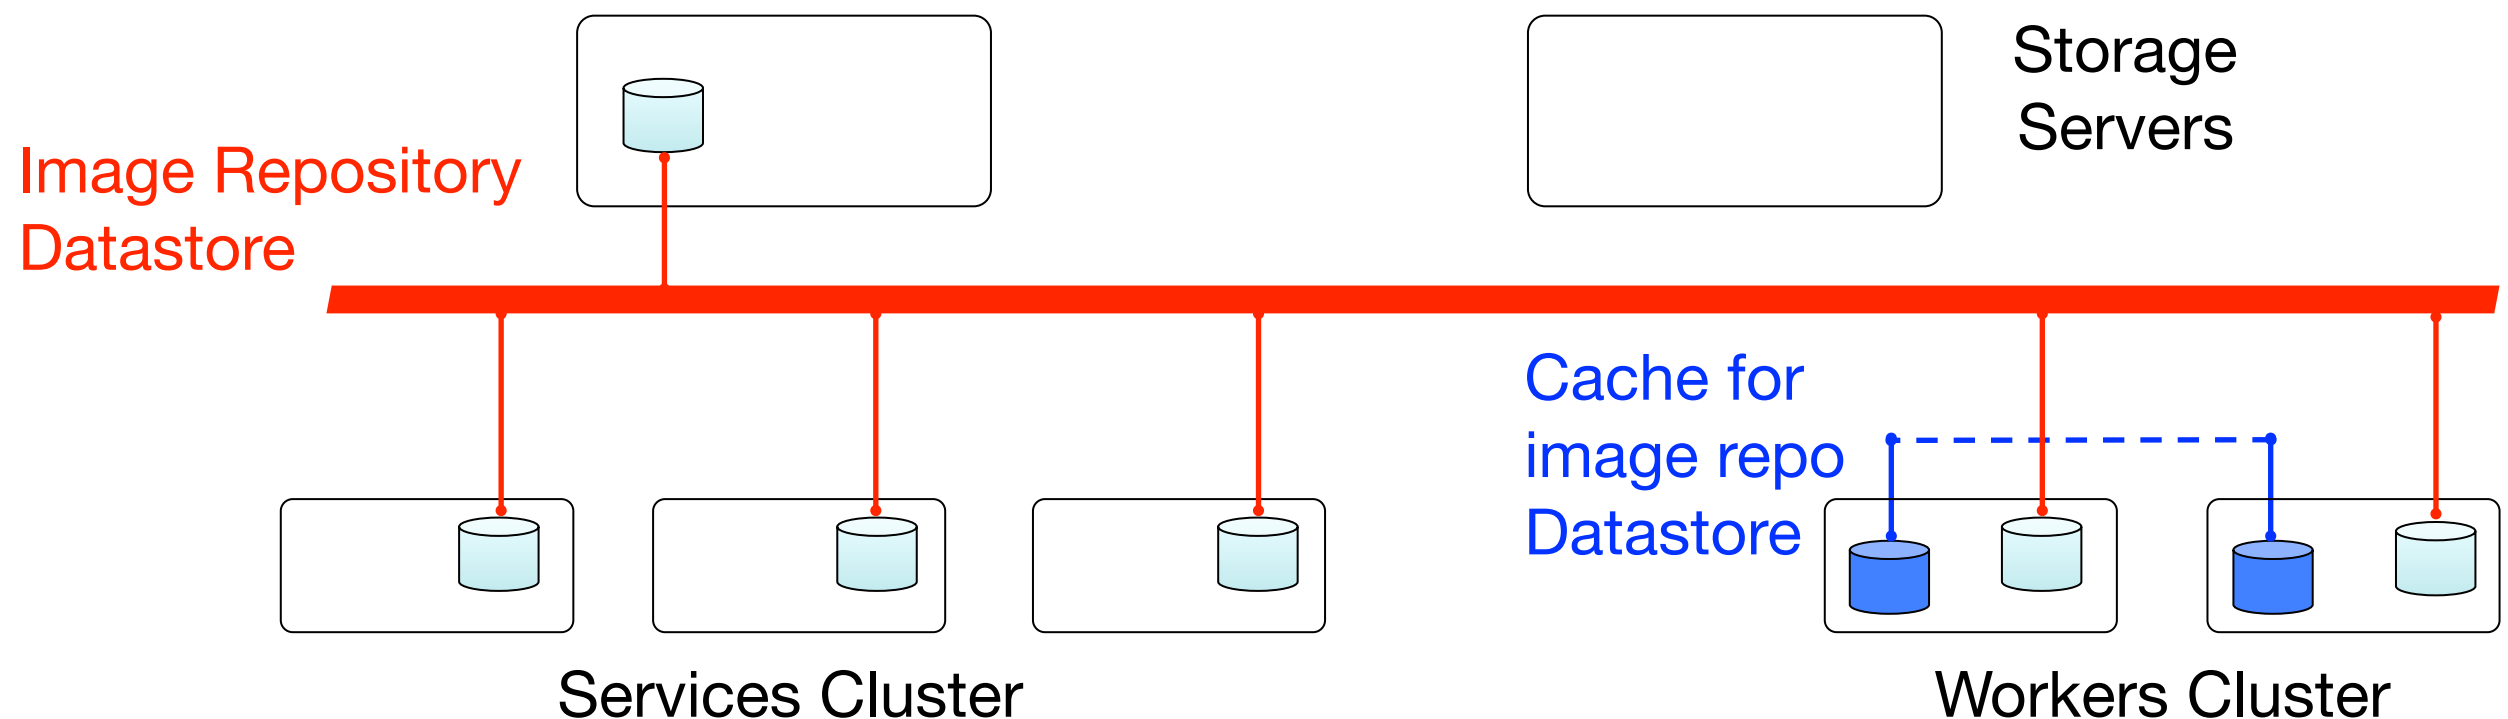 Storage
Servers
Image Repository
Datastore
Cache for
image repo
Datastore
Services Cluster
Workers Cluster